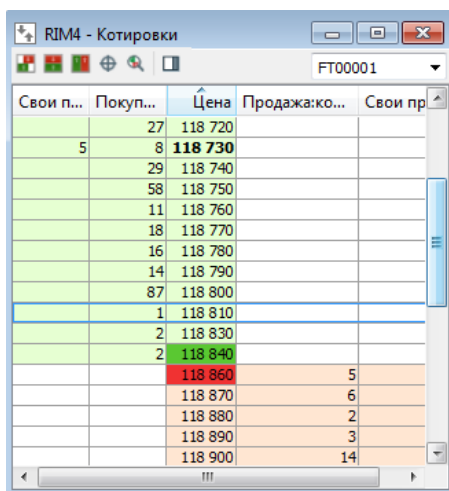 RIM4 - Котировки
FT00001
Свои п... Покуп... Цена Продажа:ко... Свои пр
27 118 720
5 8 118 730
29 118 740
58 118 750
11 118 760
18 118 770
16 118 780
14 118 790
87 118 800
1 118 810
2 118 830
2 118 840
118 860 5
118 870 6
118 880 2
118 890 3
118 900 14